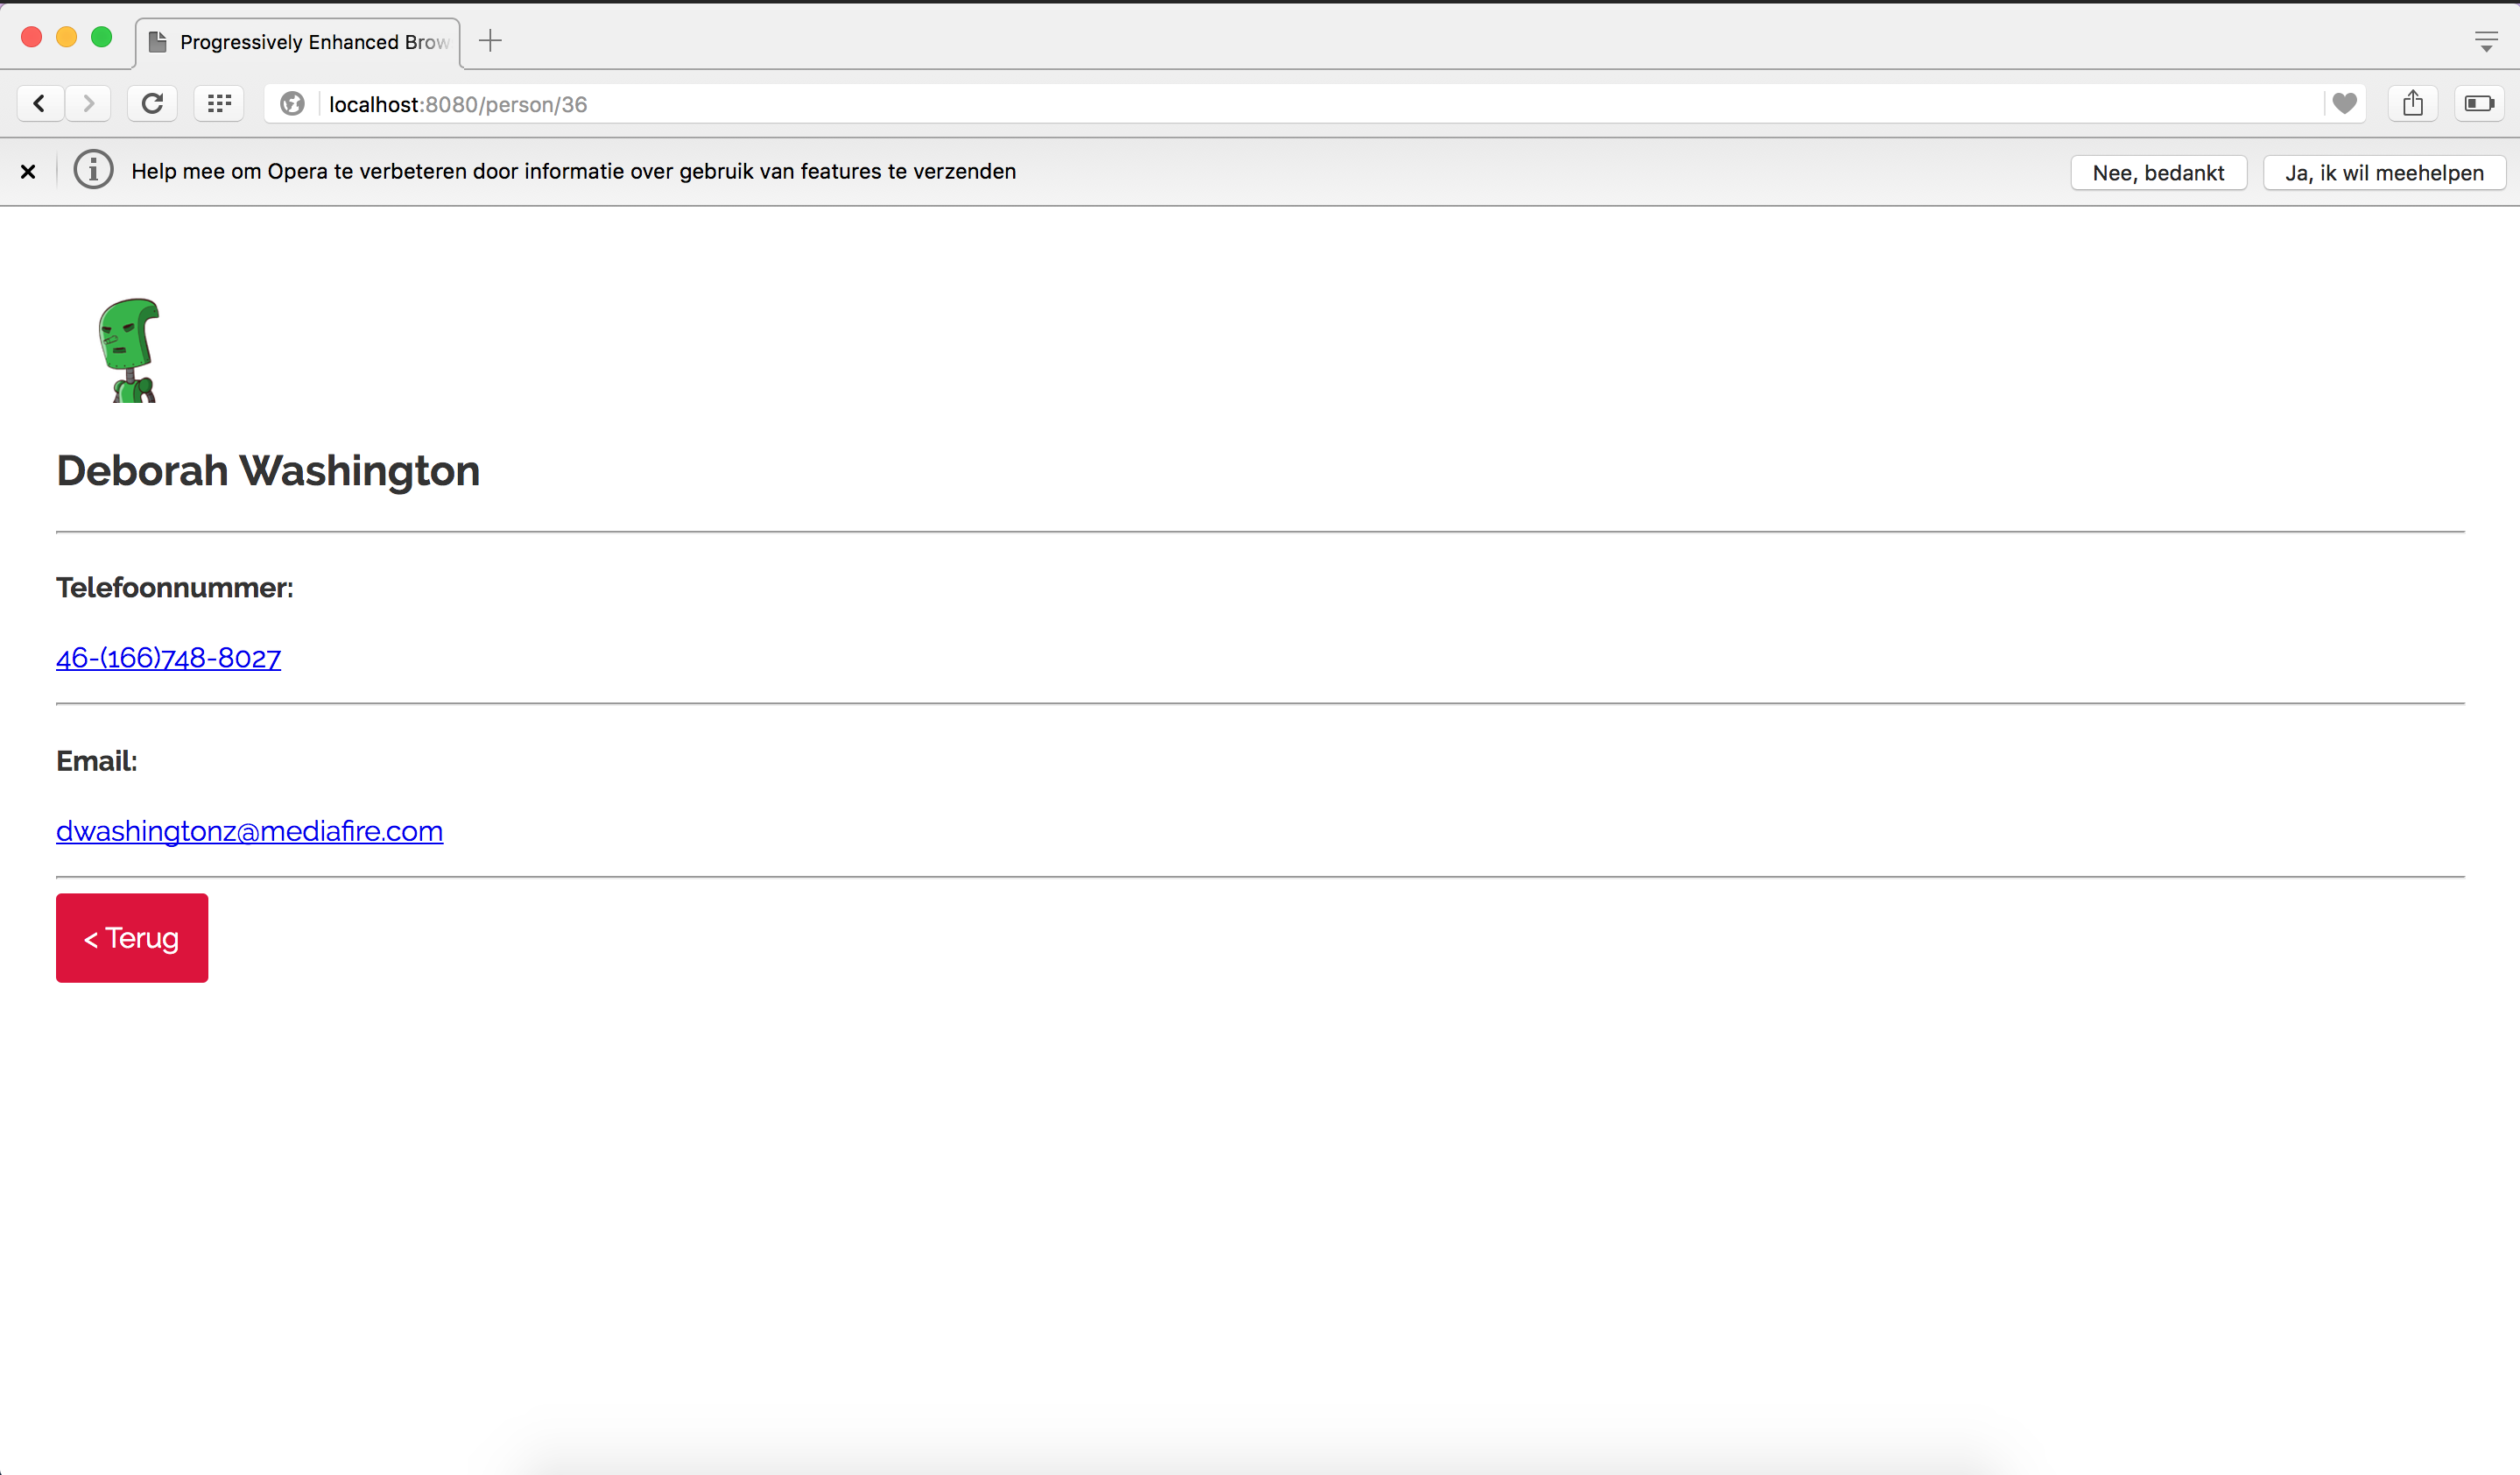 Progressively Enhanced Brow
localhost:8080/person/36
Help mee om Opera te verbeteren door informatie over gebruik van features te verzenden
Nee, bedankt
Ja, ik wil meehelpen
Deborah Washington
Telefoonnummer:
46-(166)748-8027
Email:
dwashingtonz@mediafire.com
< Terug